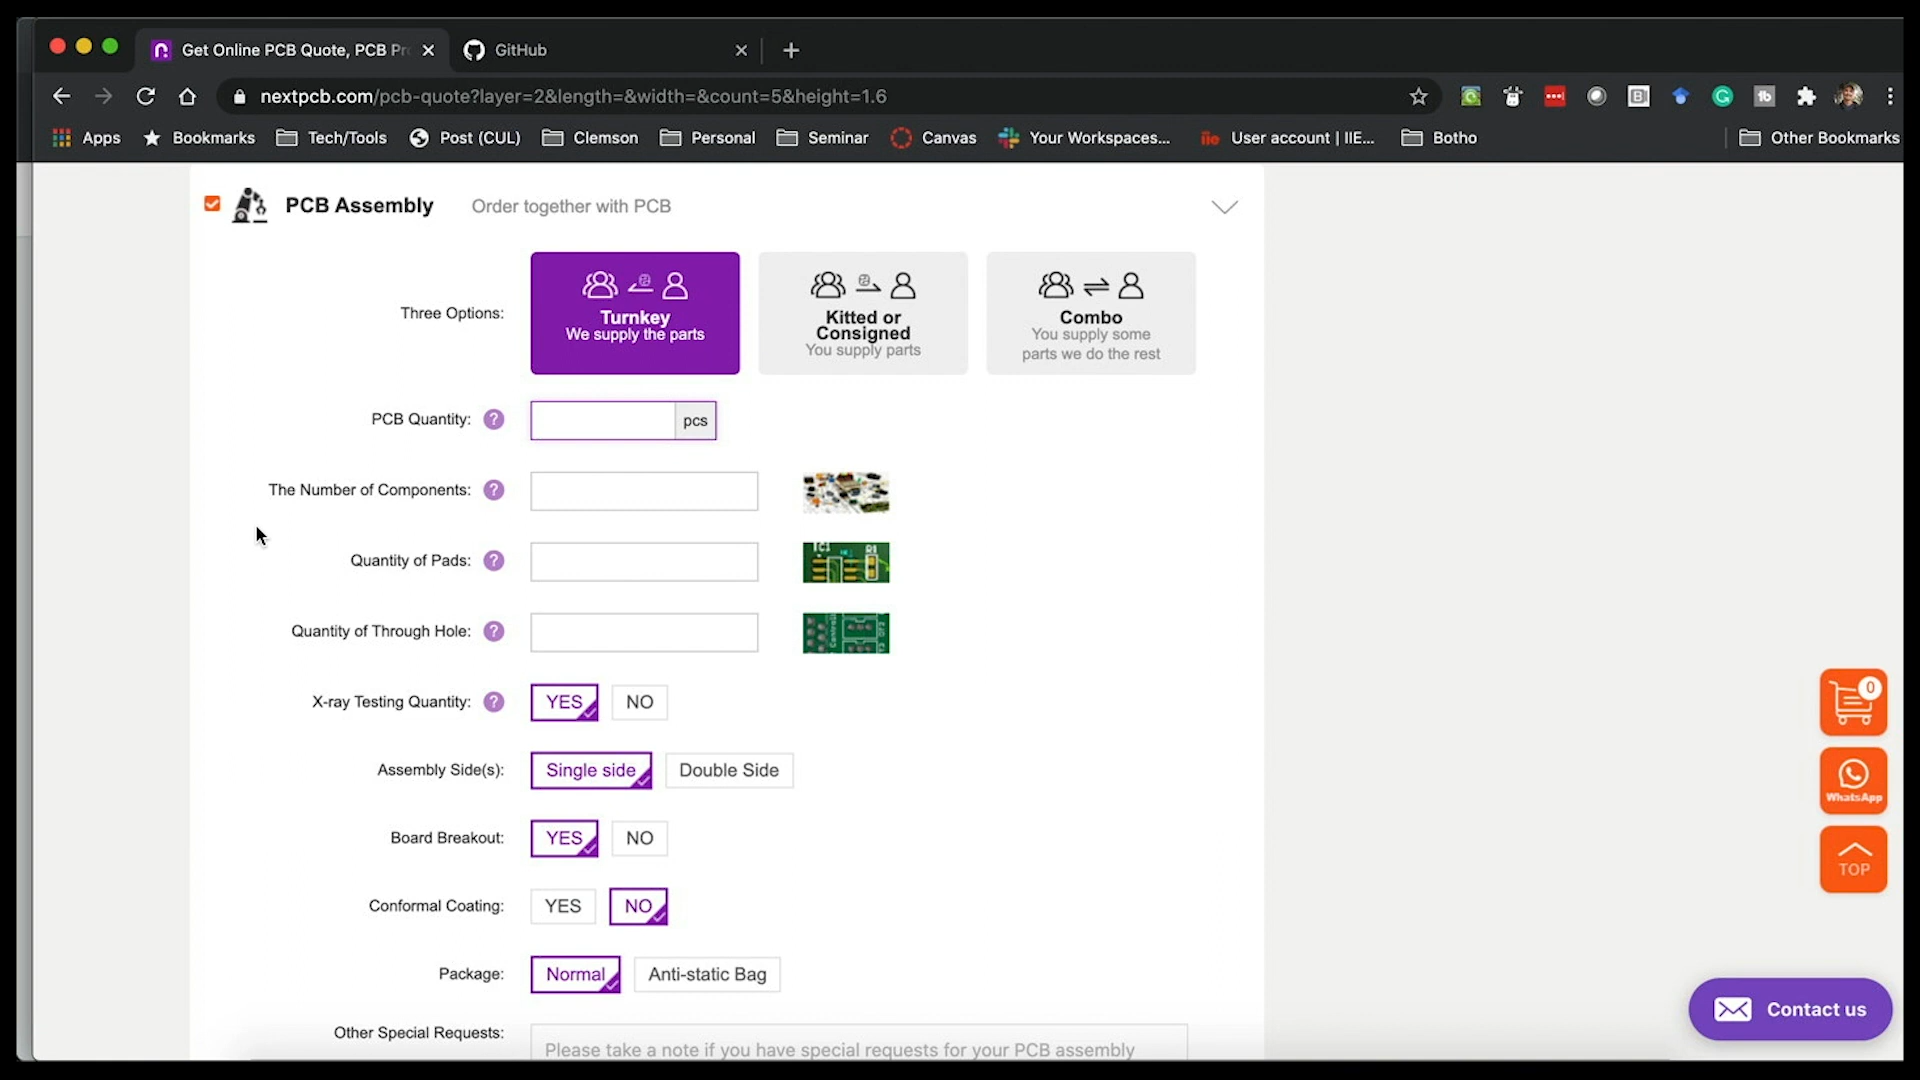 Get Online PCB Quote, PCB Pr
GitHub
nextpcb.com/pcb-quote?layer=2&length=&width=&count=5&height=1.6
Apps
Bookmarks
Tech/Tools
Post (CUL)
Clemson
Personal
Seminar
Canvas
Your Workspaces...
User account | IIE...
Botho
Other Bookmarks
PCB Assembly
Order together with PCB
Three Options:
Turnkey
We supply the parts
Kitted or
Consigned
You supply parts
Combo
You supply some
parts we do the rest
PCB Quantity: ?
pcs
The Number of Components: ?
Quantity of Pads: ?
R1
Quantity of Through Hole: ?
X-ray Testing Quantity: ?
YES
NO
Assembly Side(s):
Single side
Double Side
Board Breakout:
YES
NO
Conformal Coating:
YES
NO
Package:
Normal
Anti-static Bag
Other Special Requests:
Please take a note if you have special requests for your PCB assembly
0
WhatsApp
TOP
Contact us